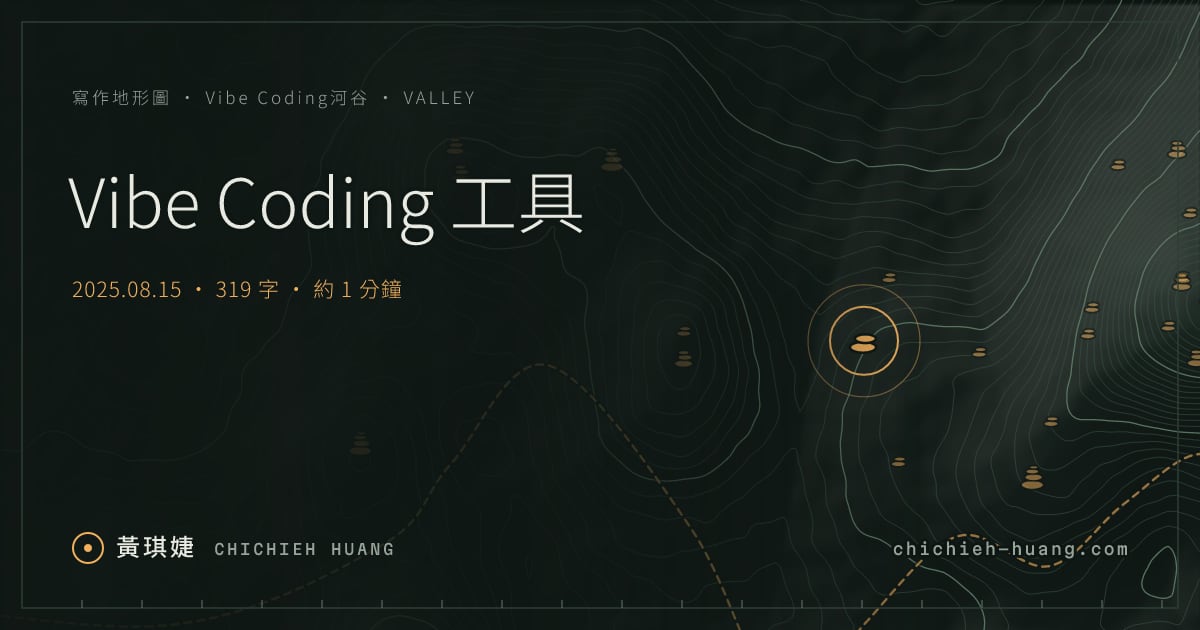 寫作地形圖 · Vibe Coding河谷 · VALLEY
Vibe Coding 工具
2025.08.15 · 319 字 · 約 1 分鐘
黃琪婕 CHICHIEH HUANG
chichieh-huang.com